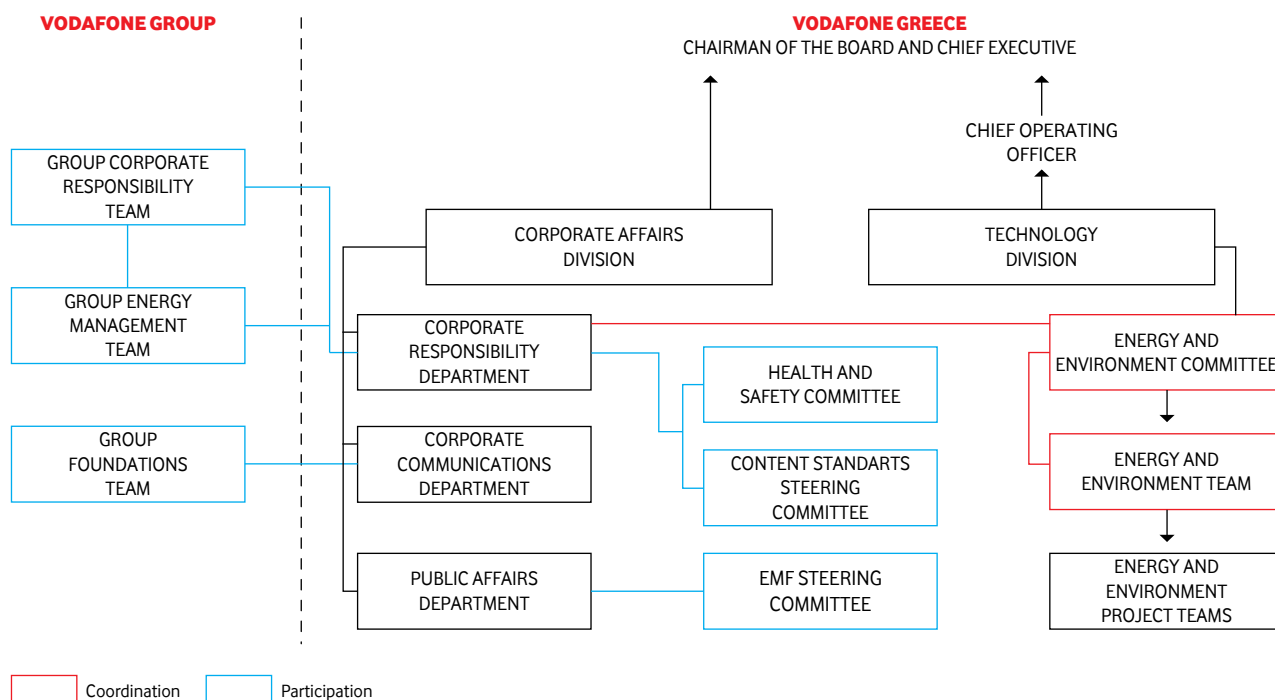 VODAFONE GROUP
VODAFONE GREECE
CHAIRMAN OF THE BOARD AND CHIEF EXECUTIVE
CHIEF OPERATING
OFFICER
GROUP CORPORATE
RESPONSIBILITY
TEAM
CORPORATE AFFAIRS
DIVISION
TECHNOLOGY
DIVISION
GROUP ENERGY
MANAGEMENT
TEAM
CORPORATE
RESPONSIBILITY
DEPARTMENT
HEALTH AND
SAFETY COMMITTEE
ENERGY AND
ENVIRONMENT COMMITTEE
GROUP
FOUNDATIONS
TEAM
CORPORATE
COMMUNICATIONS
DEPARTMENT
CONTENT STANDARTS
STEERING
COMMITTEE
ENERGY AND
ENVIRONMENT TEAM
PUBLIC AFFAIRS
DEPARTMENT
EMF STEERING
COMMITTEE
ENERGY AND
ENVIRONMENT
PROJECT TEAMS
Coordination
Participation